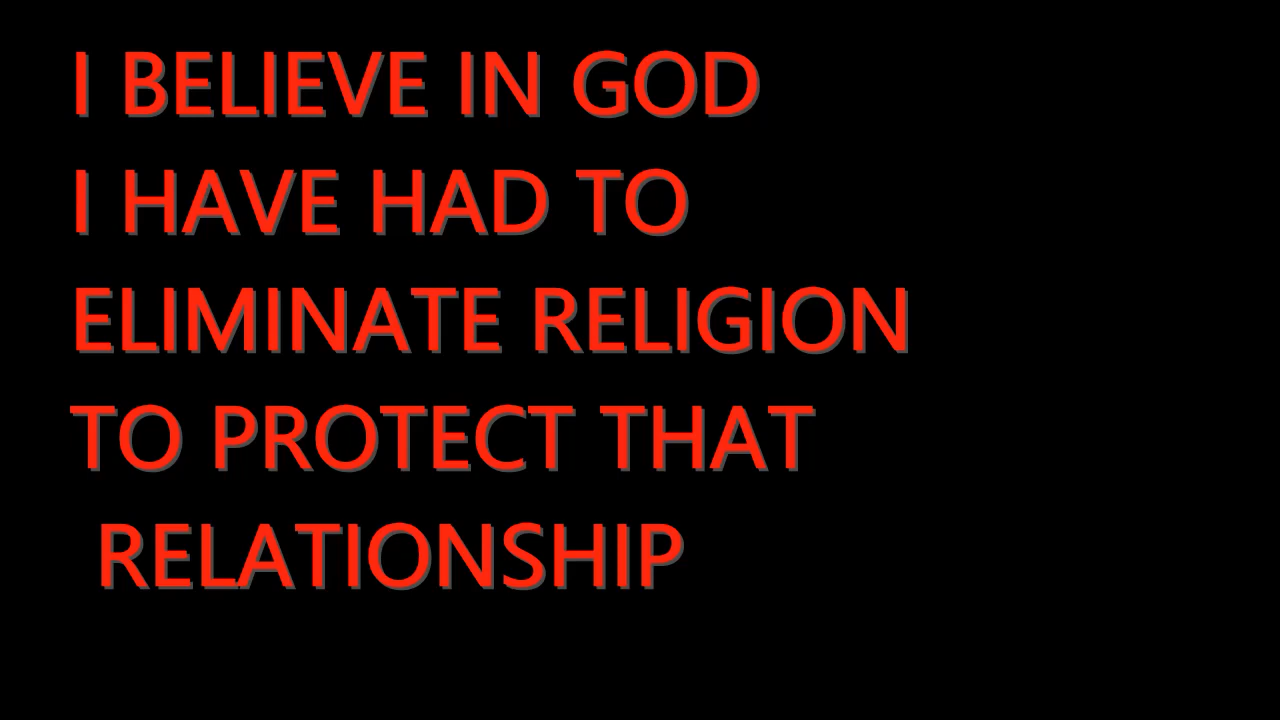 I BELIEVE IN GOD
I HAVE HAD TO
ELIMINATE RELIGION
TO PROTECT THAT
RELATIONSHIP